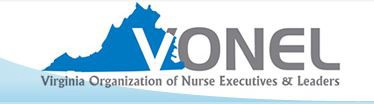 VONEL
Virginia Organization of Nurse Executives & Leaders